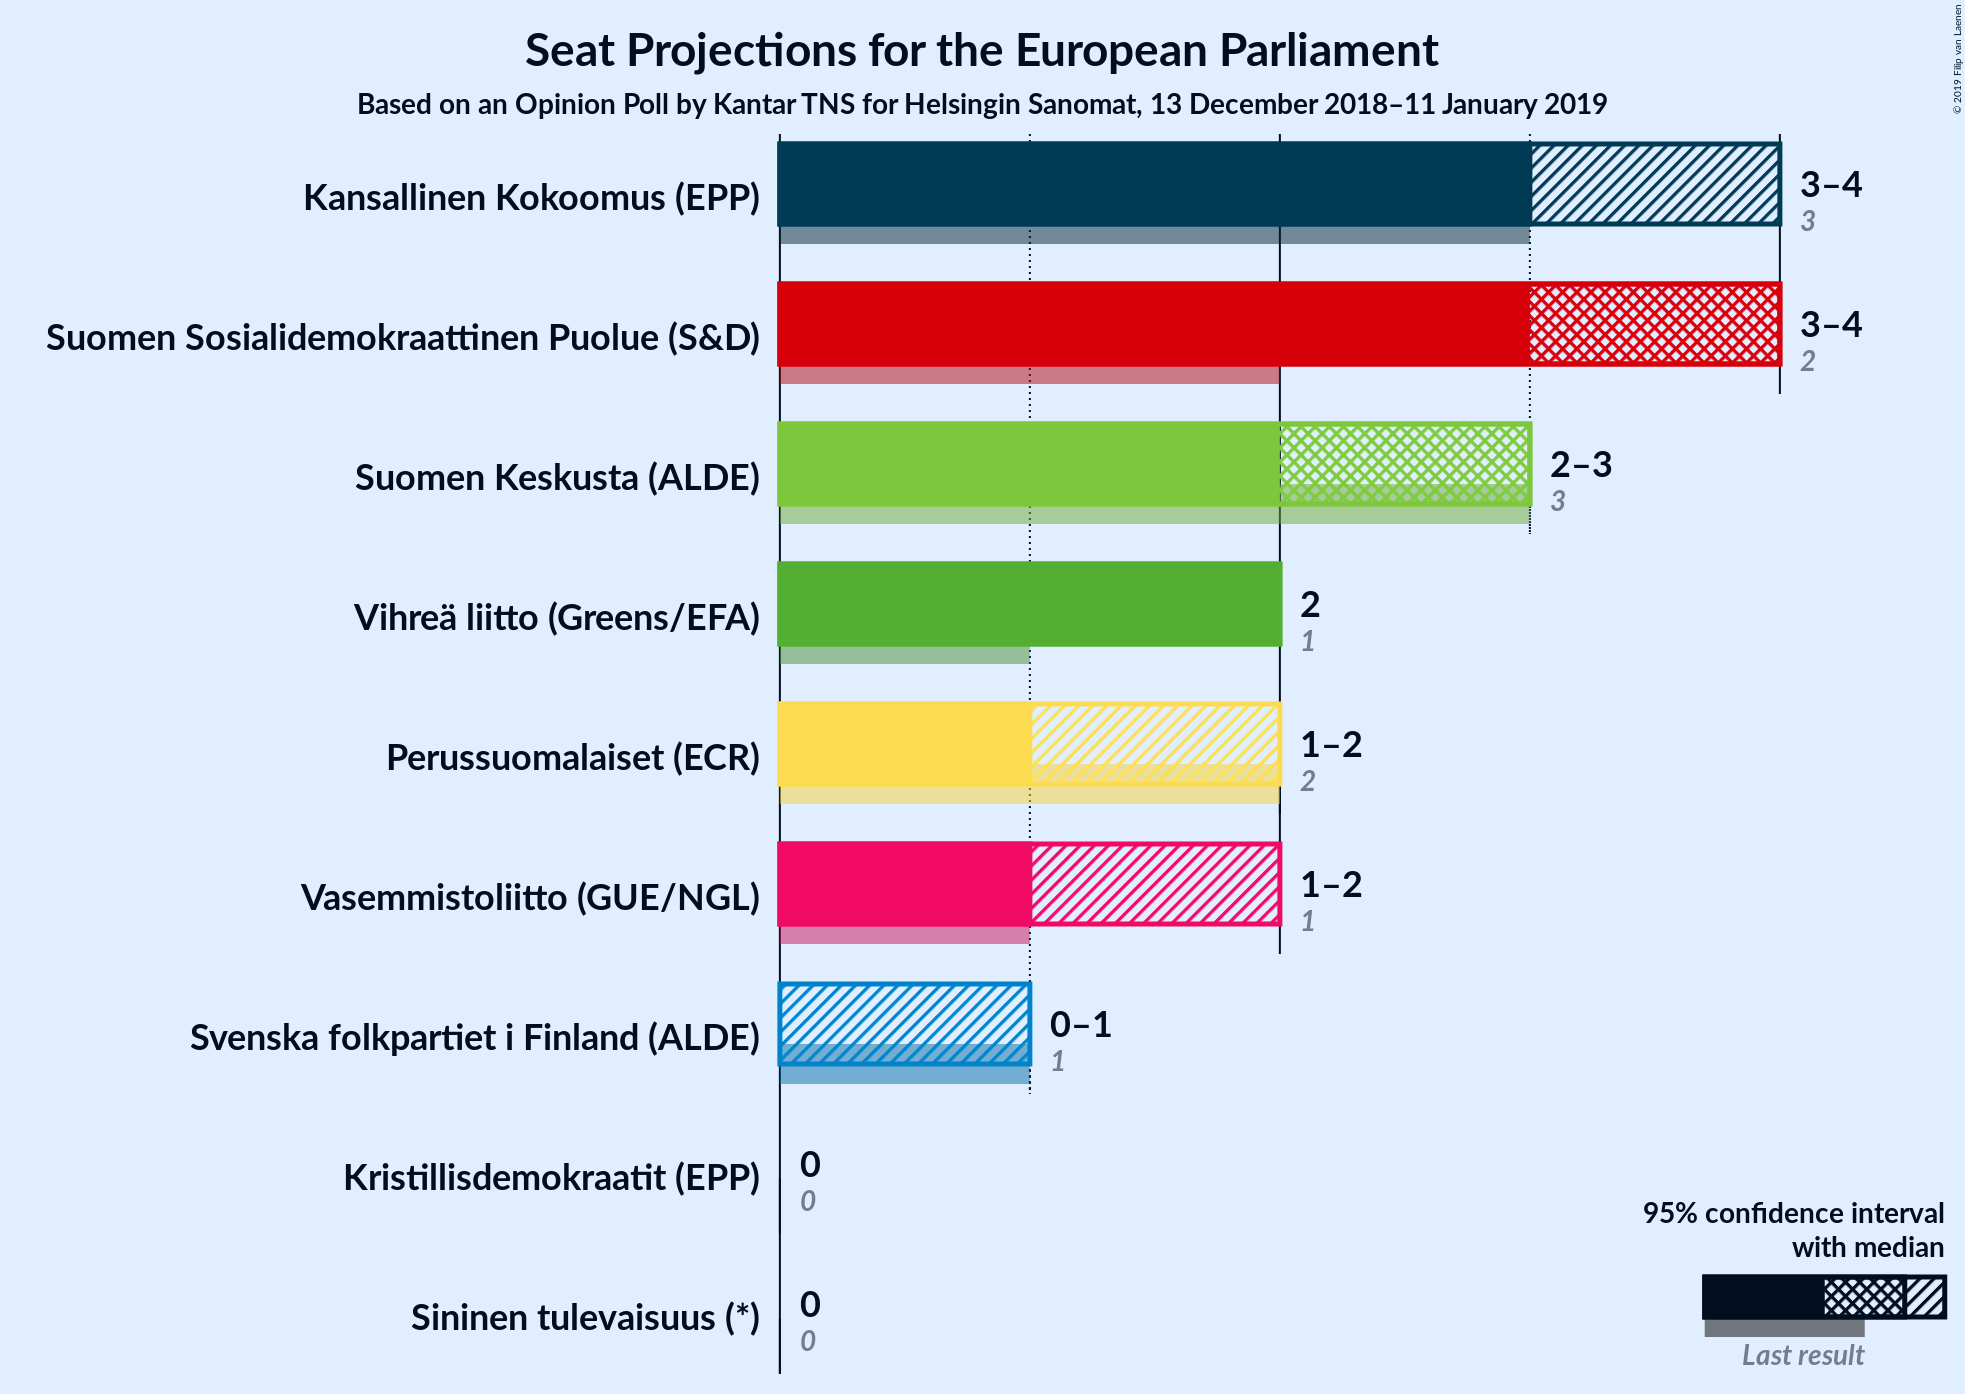 Seat Projections for the European Parliament
Based on an Opinion Poll by Kantar TNS for Helsingin Sanomat, 13 December 2018–11 January 2019
© 2019 Filip van Laenen
Kansallinen Kokoomus (EPP)
3–4
3
Suomen Sosialidemokraattinen Puolue (S&D)
3–4
2
Suomen Keskusta (ALDE)
2–3
3
Vihreä liitto (Greens/EFA)
2
1
Perussuomalaiset (ECR)
1–2
2
Vasemmistoliitto (GUE/NGL)
1–2
1
Svenska folkpartiet i Finland (ALDE)
0–1
1
Kristillisdemokraatit (EPP)
0
0
Sininen tulevaisuus (*)
0
0
95% confidence interval
with median
Last result